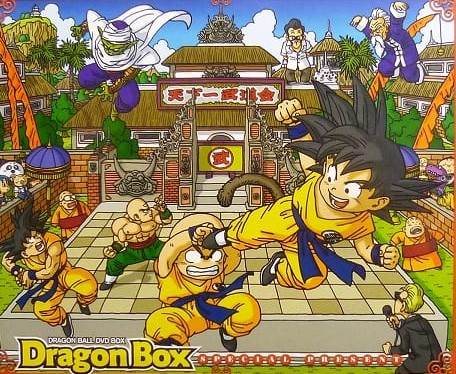 天下一武道会
武
DRAGON BALL DVD BOX
Dragon Box
SPECIAL PRESENT